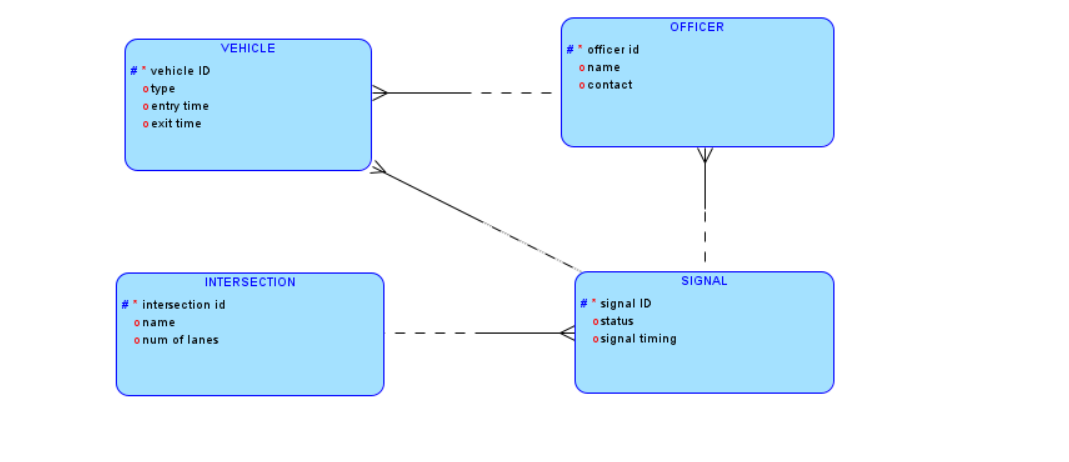 VEHICLE
# * vehicle ID
o type
o entry time
o exit time
OFFICER
# * officer id
o name
o contact
INTERSECTION
# * intersection id
o name
o num of lanes
SIGNAL
# * signal ID
o status
o signal timing